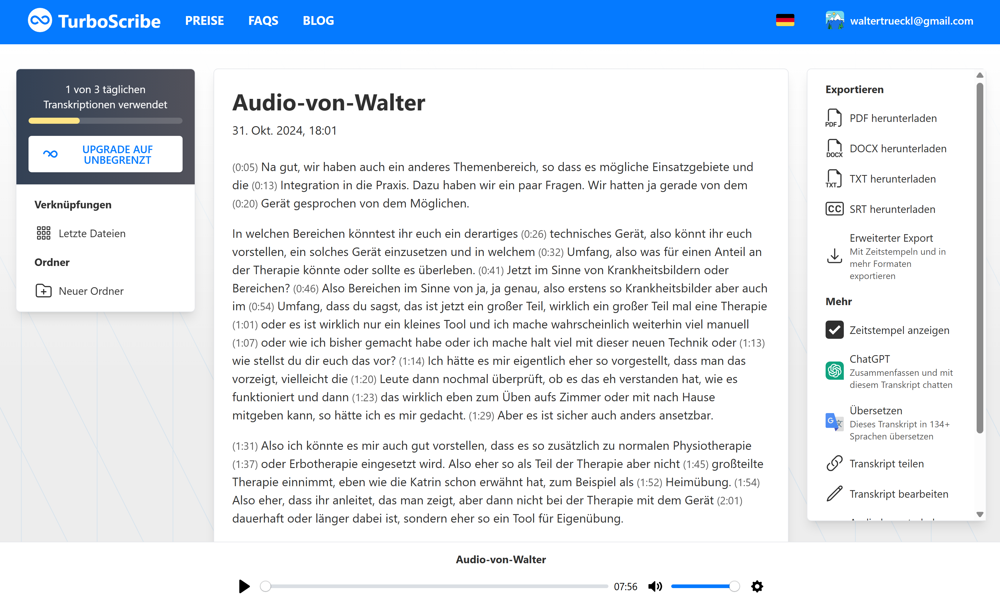 TurboScribe
PREISE
FAQS
BLOG
waltertrueckl@gmail.com
1 von 3 täglichen
Transkriptionen verwendet
UPGRADE AUF
UNBEGRENZT
Verknüpfungen
Letzte Dateien
Ordner
Neuer Ordner
Audio-von-Walter
31. Okt. 2024, 18:01
(0:05) Na gut, wir haben auch ein anderes Themenbereich, so dass es mögliche Einsatzgebiete und
die (0:13) Integration in die Praxis. Dazu haben wir ein paar Fragen. Wir hatten ja gerade von dem
(0:20) Gerät gesprochen von dem Möglichen.
In welchen Bereichen könntest ihr euch ein derartiges (0:26) technisches Gerät, also könnt ihr euch
vorstellen, ein solches Gerät einzusetzen und in welchem (0:32) Umfang, also was für einen Anteil an
der Therapie könnte oder sollte es überleben. (0:41) Jetzt im Sinne von Krankheitsbildern oder
Bereichen? (0:46) Also Bereichen im Sinne von ja, ja genau, also erstens so Krankheitsbilder aber auch
im (0:54) Umfang, dass du sagst, das ist jetzt ein großer Teil, wirklich ein großer Teil mal eine Therapie
(1:01) oder es ist wirklich nur ein kleines Tool und ich mache wahrscheinlich weiterhin viel manuell
(1:07) oder wie ich bisher gemacht habe oder ich mache halt viel mit dieser neuen Technik oder (1:13)
wie stellst du dir euch das vor? (1:14) Ich hätte es mir eigentlich eher so vorgestellt, dass man das
vorzeigt, vielleicht die (1:20) Leute dann nochmal überprüft, ob es das eh verstanden hat, wie es
funktioniert und dann (1:23) das wirklich eben zum Üben aufs Zimmer oder mit nach Hause
mitgeben kann, so hätte ich es mir gedacht. (1:29) Aber es ist sicher auch anders ansetzbar.
(1:31) Also ich könnte es mir auch gut vorstellen, dass es so zusätzlich zu normalen Physiotherapie
(1:37) oder Erbotherapie eingesetzt wird. Also eher so als Teil der Therapie aber nicht (1:45) großteilte
Therapie einnimmt, eben wie die Katrin schon erwähnt hat, zum Beispiel als (1:52) Heimübung. (1:54)
Also eher, dass ihr anleitet, das man zeigt, aber dann nicht bei der Therapie mit dem Gerät (2:01)
dauerhaft oder länger dabei ist, sondern eher so ein Tool für Eigenübung.
Exportieren
PDF PDF herunterladen
DOCX DOCX herunterladen
TXT TXT herunterladen
CC SRT herunterladen
Erweiterter Export
Mit Zeitstempeln und in
mehr Formaten
exportieren
Mehr
Zeitstempel anzeigen
ChatGPT
Zusammenfassen und mit
diesem Transkript chatten
Übersetzen
Dieses Transkript in 134+
Sprachen übersetzen
Transkript teilen
Transkript bearbeiten
Audio-von-Walter
07:56